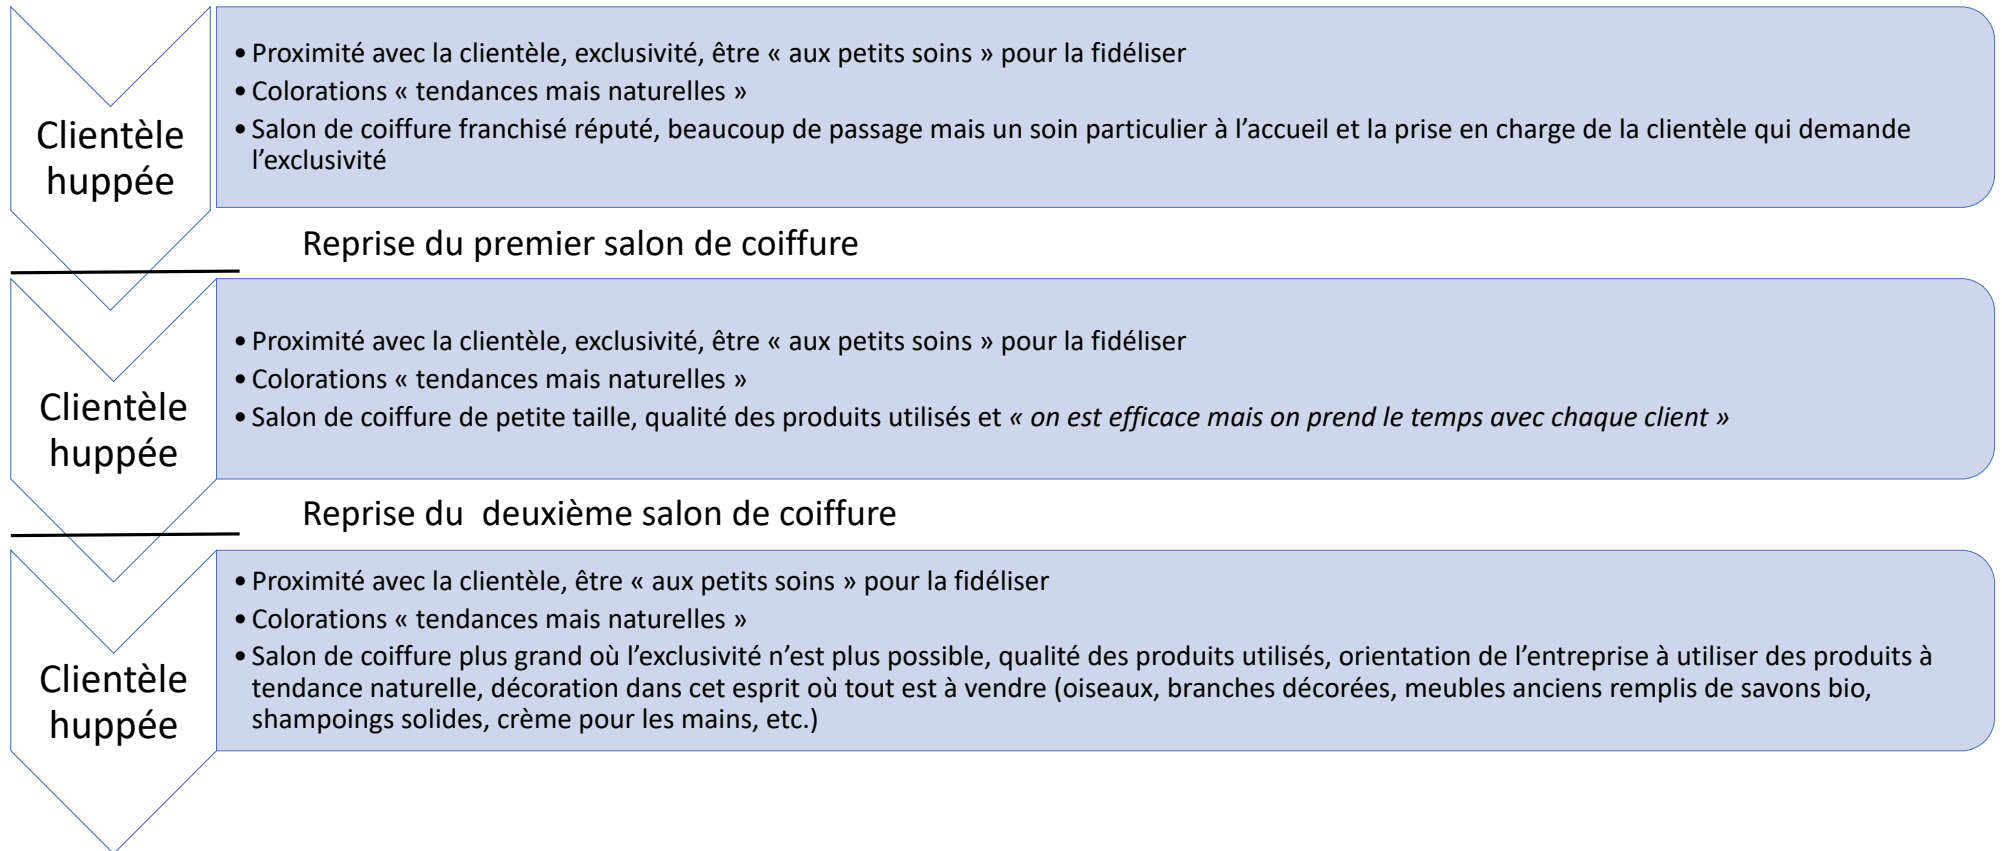 • Proximité avec la clientèle, exclusivité, être « aux petits soins » pour la fidéliser
• Colorations « tendances mais naturelles »
• Salon de coiffure franchisé réputé, beaucoup de passage mais un soin particulier à l’accueil et la prise en charge de la clientèle qui demande
l’exclusivité
Clientèle
huppée
Reprise du premier salon de coiffure
• Proximité avec la clientèle, exclusivité, être « aux petits soins » pour la fidéliser
• Colorations « tendances mais naturelles »
• Salon de coiffure de petite taille, qualité des produits utilisés et « on est efficace mais on prend le temps avec chaque client »
Clientèle
huppée
Reprise du  deuxième salon de coiffure
• Proximité avec la clientèle, être « aux petits soins » pour la fidéliser
• Colorations « tendances mais naturelles »
• Salon de coiffure plus grand où l’exclusivité n’est plus possible, qualité des produits utilisés, orientation de l’entreprise à utiliser des produits à
tendance naturelle, décoration dans cet esprit où tout est à vendre (oiseaux, branches décorées, meubles anciens remplis de savons bio,
shampoings solides, crème pour les mains, etc.)
Clientèle
huppée